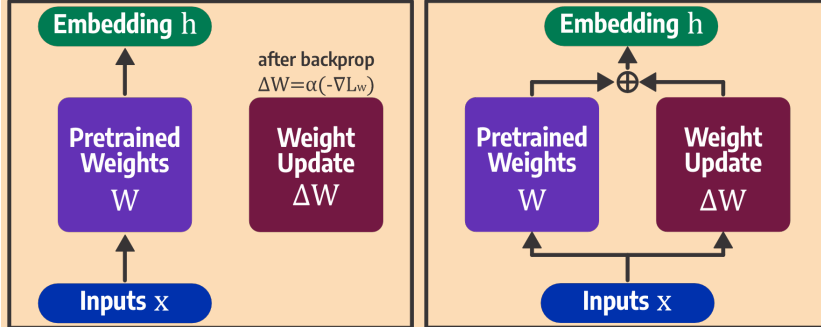 Embedding h
after backprop
ΔW=α(-∇Lw)
Pretrained
Weights
W
Weight
Update
ΔW
Inputs x
Embedding h
Pretrained
Weights
W
Weight
Update
ΔW
Inputs x